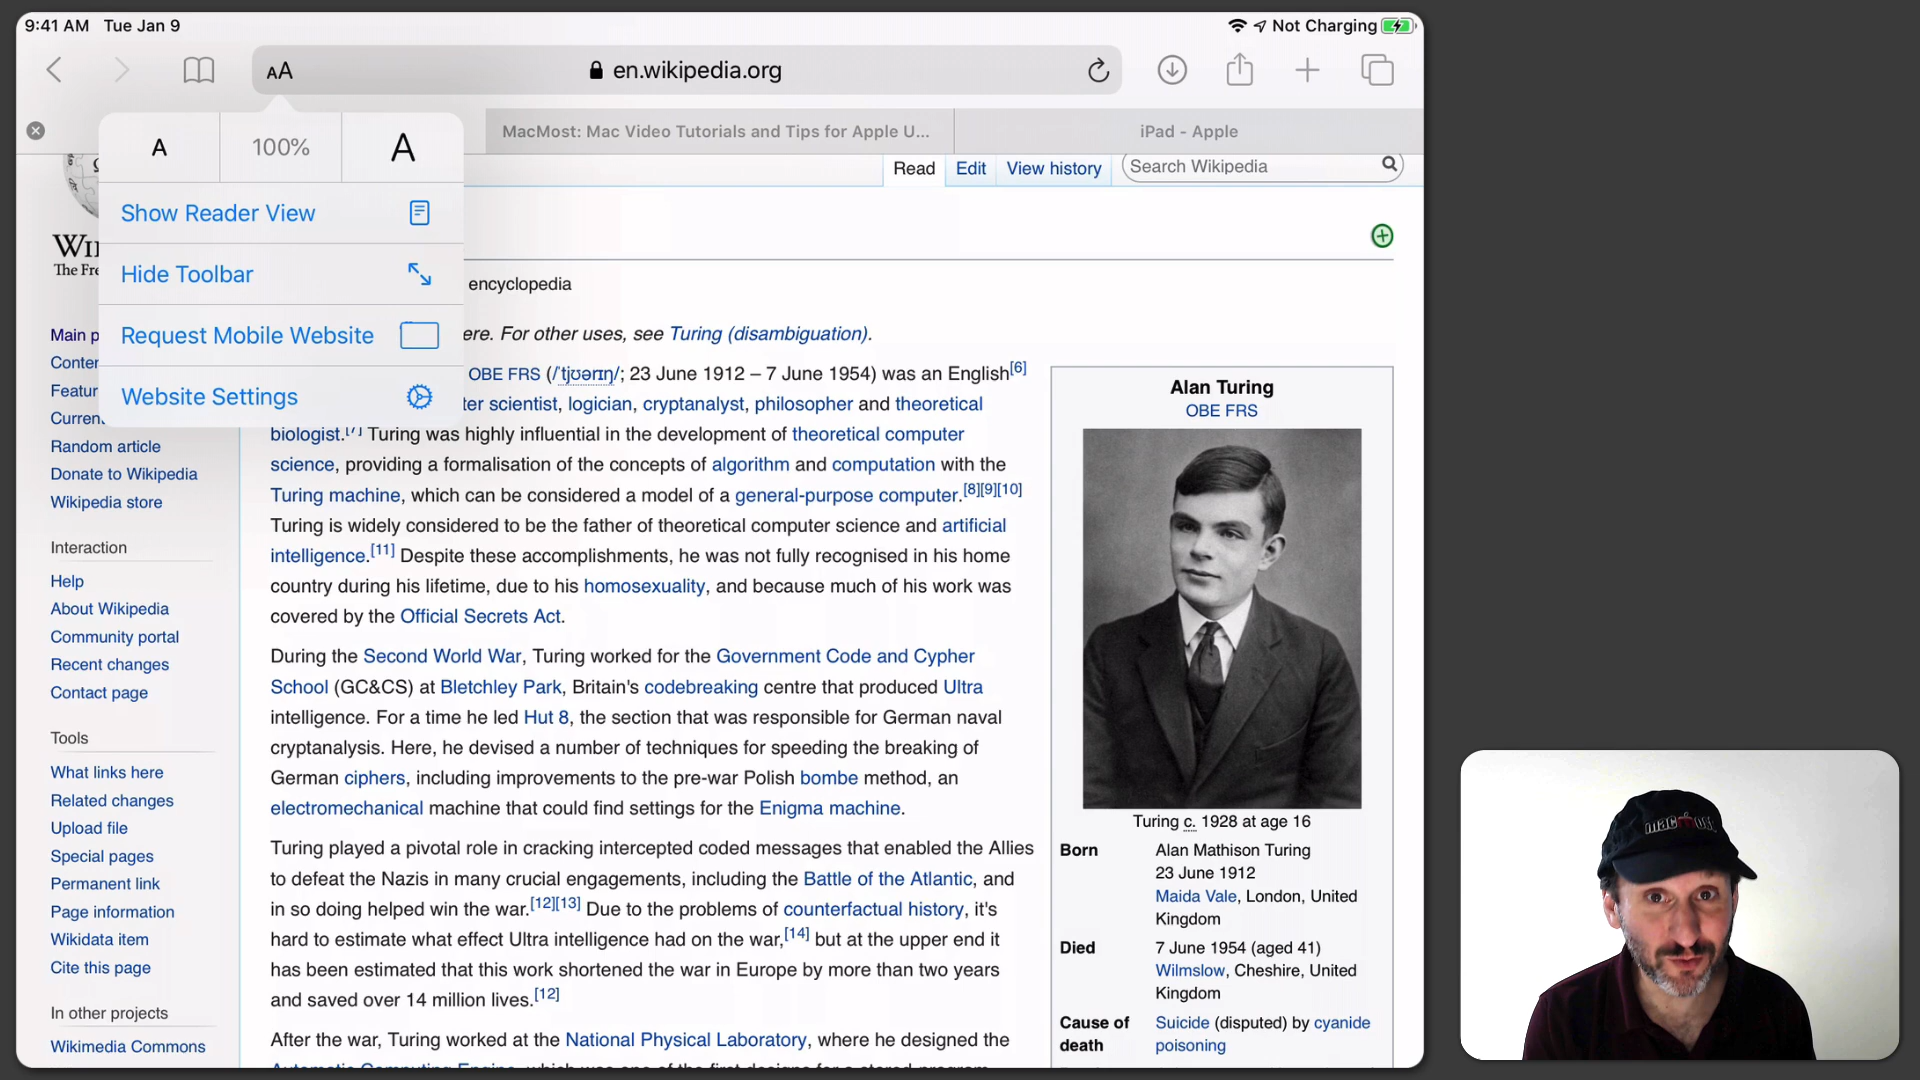 9:41 AM Tue Jan 9
Not Charging
AA
en.wikipedia.org
A 100% A
MacMost: Mac Video Tutorials and Tips for Apple U...
iPad - Apple
Show Reader View
Hide Toolbar
Request Mobile Website
Website Settings
Read Edit View history
Search Wikipedia
encyclopedia
ere. For other uses, see Turing (disambiguation).
OBE FRS (/ˈtjʊərɪŋ/; 23 June 1912 – 7 June 1954) was an English[6]
ter scientist, logician, cryptanalyst, philosopher and theoretical
biologist.[7] Turing was highly influential in the development of theoretical computer
science, providing a formalisation of the concepts of algorithm and computation with the
Turing machine, which can be considered a model of a general-purpose computer.[8][9][10]
Turing is widely considered to be the father of theoretical computer science and artificial
intelligence.[11] Despite these accomplishments, he was not fully recognised in his home
country during his lifetime, due to his homosexuality, and because much of his work was
covered by the Official Secrets Act.
During the Second World War, Turing worked for the Government Code and Cypher
School (GC&CS) at Bletchley Park, Britain's codebreaking centre that produced Ultra
intelligence. For a time he led Hut 8, the section that was responsible for German naval
cryptanalysis. Here, he devised a number of techniques for speeding the breaking of
German ciphers, including improvements to the pre-war Polish bombe method, an
electromechanical machine that could find settings for the Enigma machine.
Turing played a pivotal role in cracking intercepted coded messages that enabled the Allies
to defeat the Nazis in many crucial engagements, including the Battle of the Atlantic, and
in so doing helped win the war.[12][13] Due to the problems of counterfactual history, it's
hard to estimate what effect Ultra intelligence had on the war,[14] but at the upper end it
has been estimated that this work shortened the war in Europe by more than two years
and saved over 14 million lives.[12]
After the war, Turing worked at the National Physical Laboratory, where he designed the
Alan Turing
OBE FRS
Turing c. 1928 at age 16
Born Alan Mathison Turing
23 June 1912
Maida Vale, London, United
Kingdom
Died 7 June 1954 (aged 41)
Wilmslow, Cheshire, United
Kingdom
Cause of Suicide (disputed) by cyanide
death poisoning
WI
The Fre
Main p
Conter
Featur
Curren
Random article
Donate to Wikipedia
Wikipedia store
Interaction
Help
About Wikipedia
Community portal
Recent changes
Contact page
Tools
What links here
Related changes
Upload file
Special pages
Permanent link
Page information
Wikidata item
Cite this page
In other projects
Wikimedia Commons